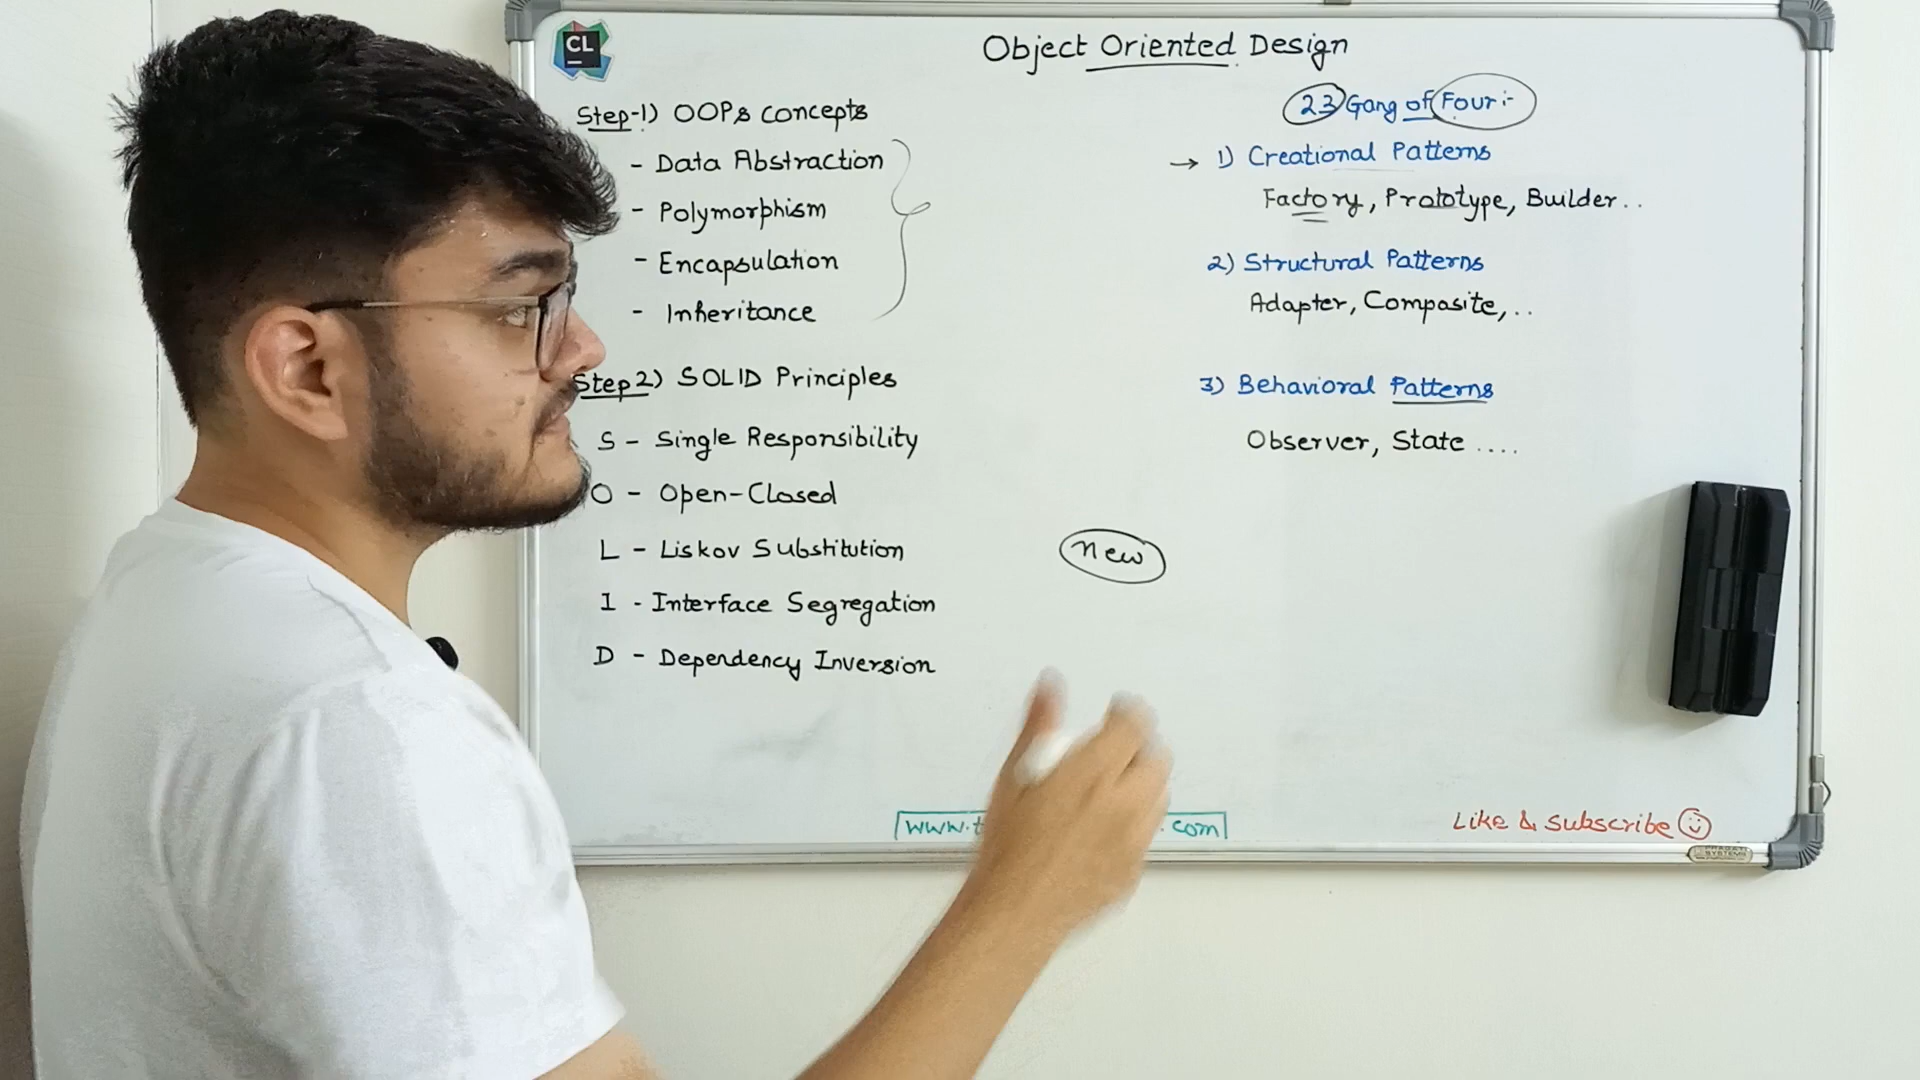 CL
Object Oriented Design
Step-1) OOPs concepts
- Data Abstraction
- Polymorphism
- Encapsulation
- Inheritance
Step 2) SOLID Principles
S - Single Responsibility
O - Open-Closed
L - Liskov Substitution
I - Interface Segregation
D - Dependency Inversion
23 Gang of Four :-
→ 1) Creational Patterns
Factory, Prototype, Builder..
2) Structural Patterns
Adapter, Composite,..
3) Behavioral Patterns
Observer, State ....
new
www. .com
Like & Subscribe